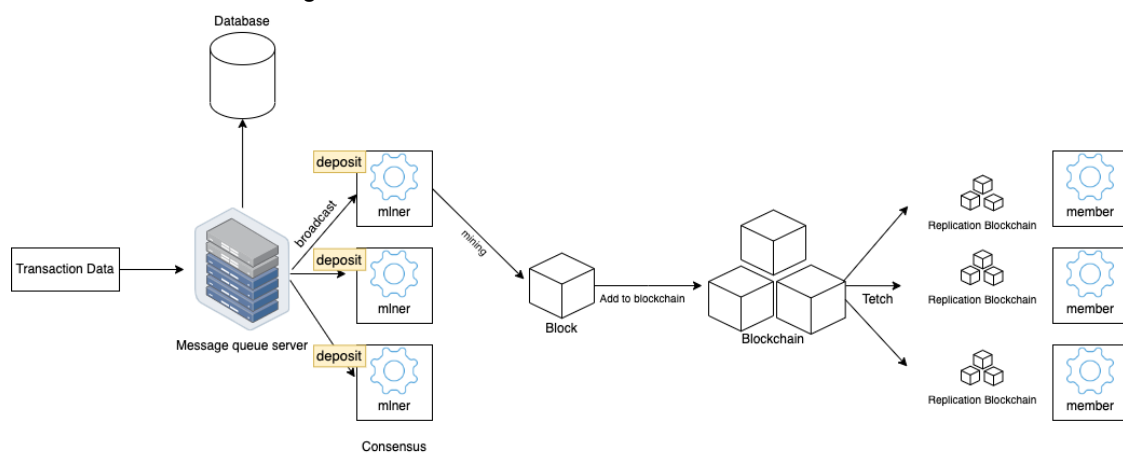 Database
deposit
mIner
broadcast
deposit
mIner
deposit
mIner
Consensus
Transaction Data
Message queue server
mining
Block
Add to blockchain
Blockchain
Tetch
Replication Blockchain
member
Replication Blockchain
member
Replication Blockchain
member